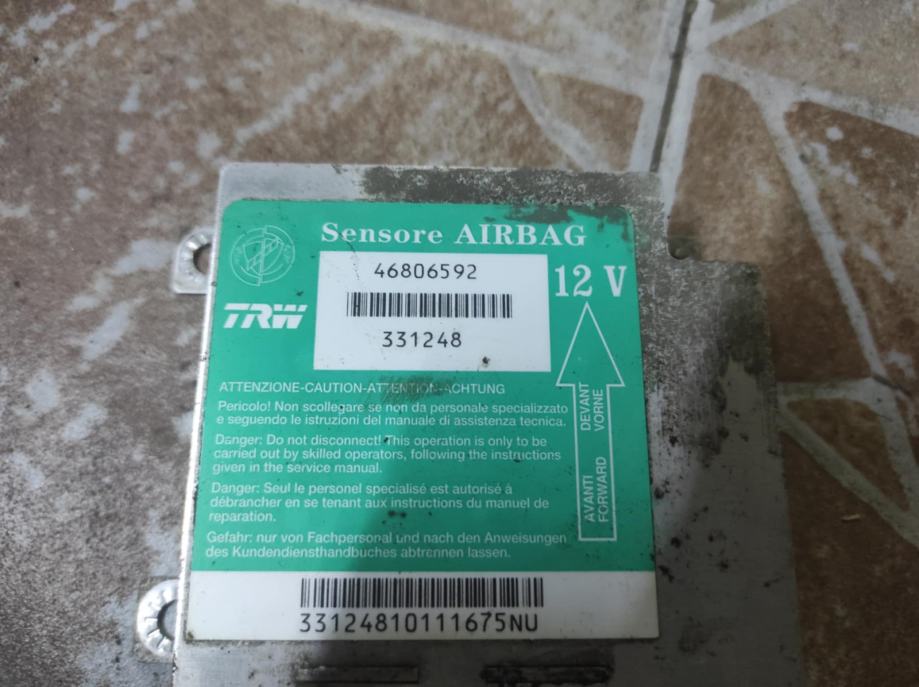 Sensore AIRBAG
46806592
12 V
TRW
331248
ATTENZIONE-CAUTION-ATTENTION-ACHTUNG
Pericolo! Non scollegare se non da personale specializzato
e seguendo le istruzioni del manuale di assistenza tecnica.
Danger: Do not disconnect! This operation is only to be
carried out by skilled operators, following the instructions
given in the service manual.
Danger: Seul le personel specialisé est autorisé à
débrancher en se tenant aux instructions du manuel de
reparation.
Gefahr: nur von Fachpersonal und nach den Anweisungen
des Kundendiensthandbuches abtrennen lassen.
DEVANT
VORNE
AVANTI
FORWARD
33124810111675NU